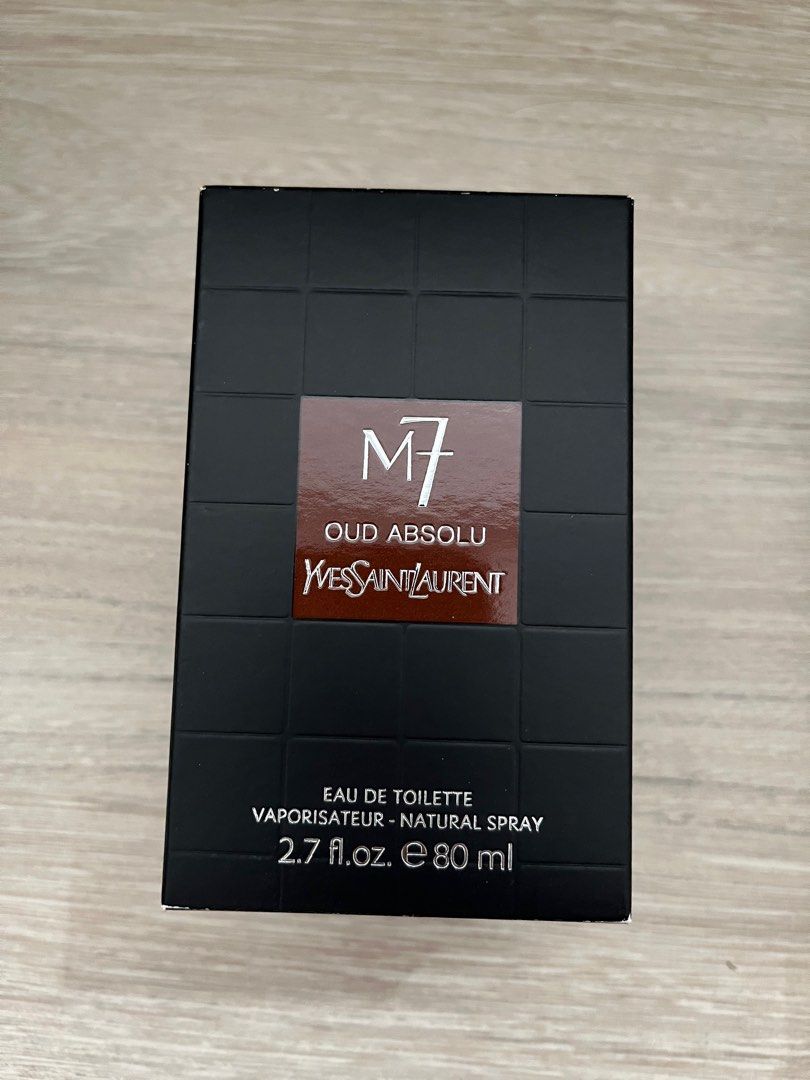 M7
OUD ABSOLU
YVESSAINTLAURENT
EAU DE TOILETTE
VAPORISATEUR - NATURAL SPRAY
2.7 fl.oz. ℮ 80 ml